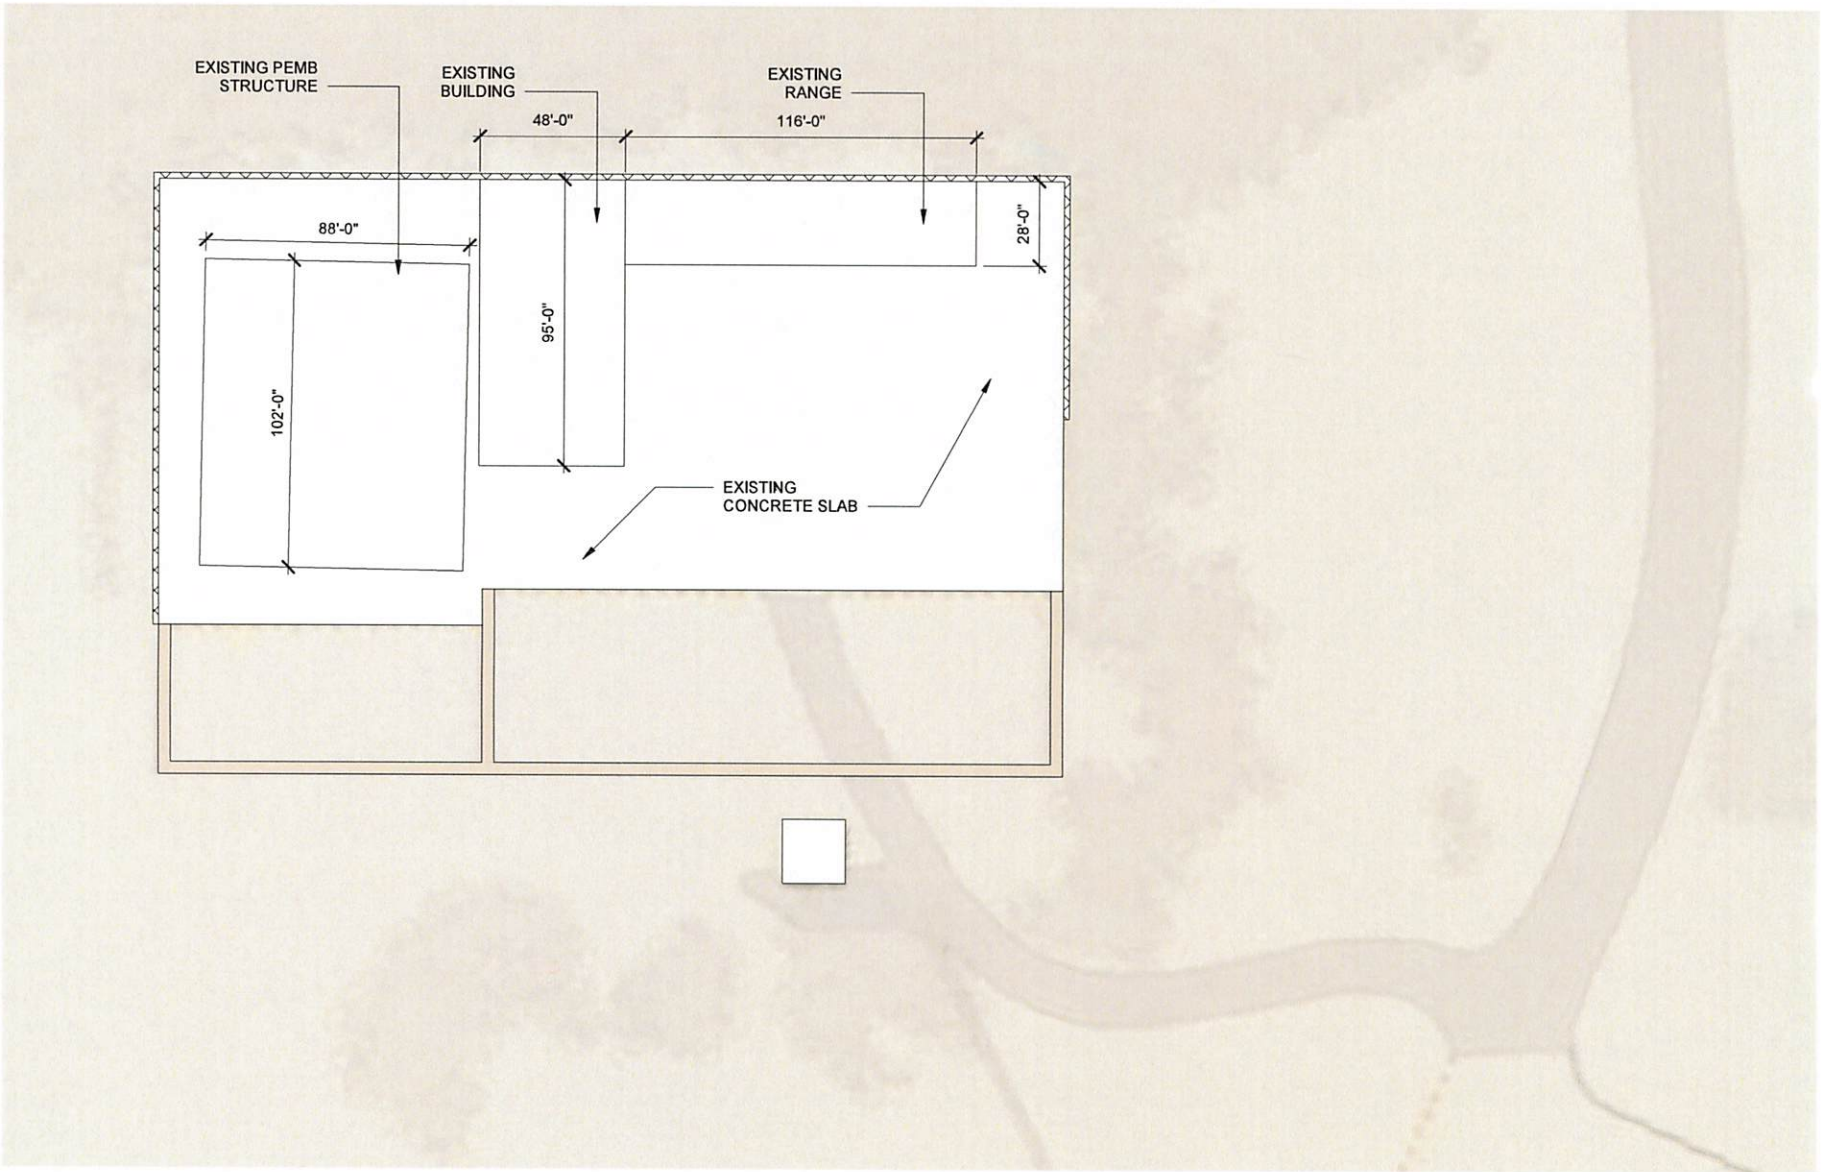 EXISTING PEMB
STRUCTURE
EXISTING
BUILDING
EXISTING
RANGE
48'-0"
116'-0"
88'-0"
28'-0"
95'-0"
102'-0"
EXISTING
CONCRETE SLAB